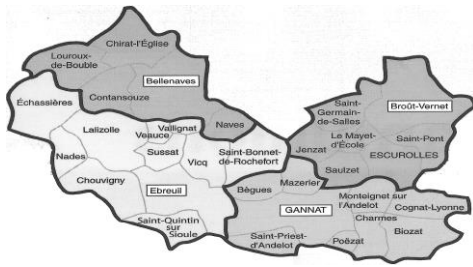 Chirat-l'Église
Louroux-
de-Bouble
Bellenaves
Échassières
Contansouze
Naves
Lalizolle
Vallignat
Veauce
Sussat
Vicq
Saint-Bonnet-
de-Rochefort
Nades
Chouvigny
Ebreuil
Saint-Quintin
sur
Sioule
Saint-
Germain-
de-Salles
Broût-Vernet
Le Mayet-
d'École
Saint-Pont
Jenzat
ESCUROLLES
Saulzet
Bègues
Mazerier
Monteignet sur
l'Andelot
Cognat-Lyonne
GANNAT
Charmes
Biozat
Saint-Priest-
d'Andelot
Poëzat